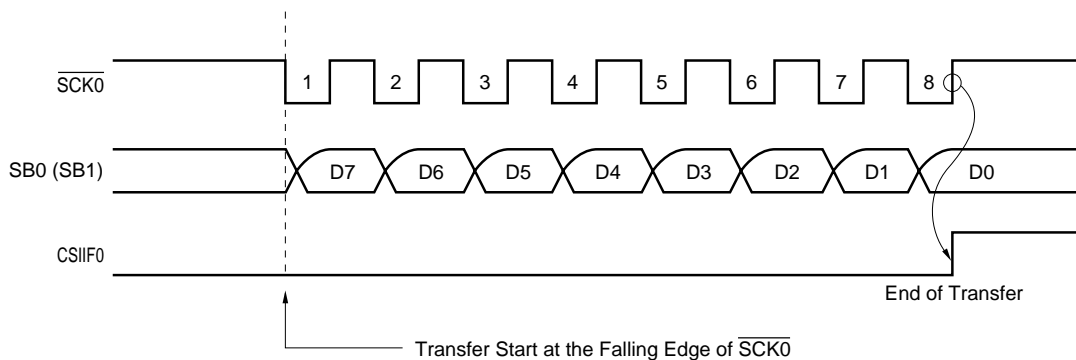 SCK0
1 2 3 4 5 6 7 8
SB0 (SB1)
D7 D6 D5 D4 D3 D2 D1 D0
CSIIF0
End of Transfer
Transfer Start at the Falling Edge of SCK0